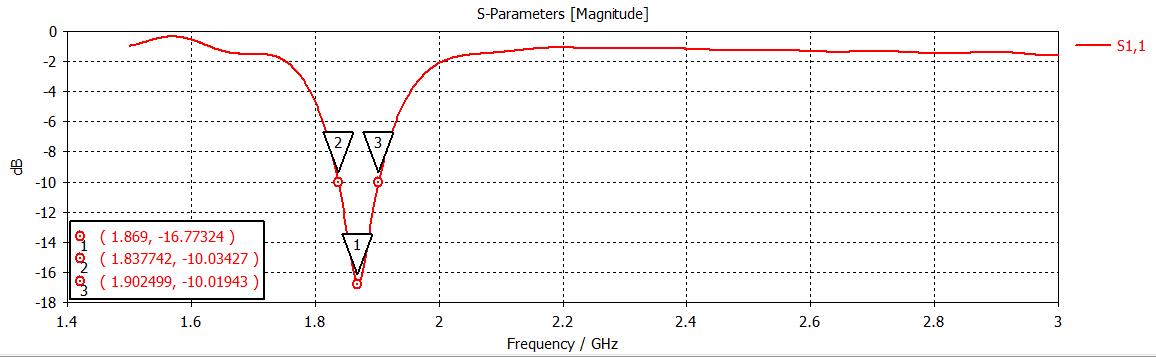 S-Parameters [Magnitude]
S1,1
0
-2
-4
-6
-8
-10
-12
-14
-16
-18
dB
2
3
1
1 ( 1.869, -16.77324 )
2 ( 1.837742, -10.03427 )
3 ( 1.902499, -10.01943 )
1.4 1.6 1.8 2 2.2 2.4 2.6 2.8 3
Frequency / GHz